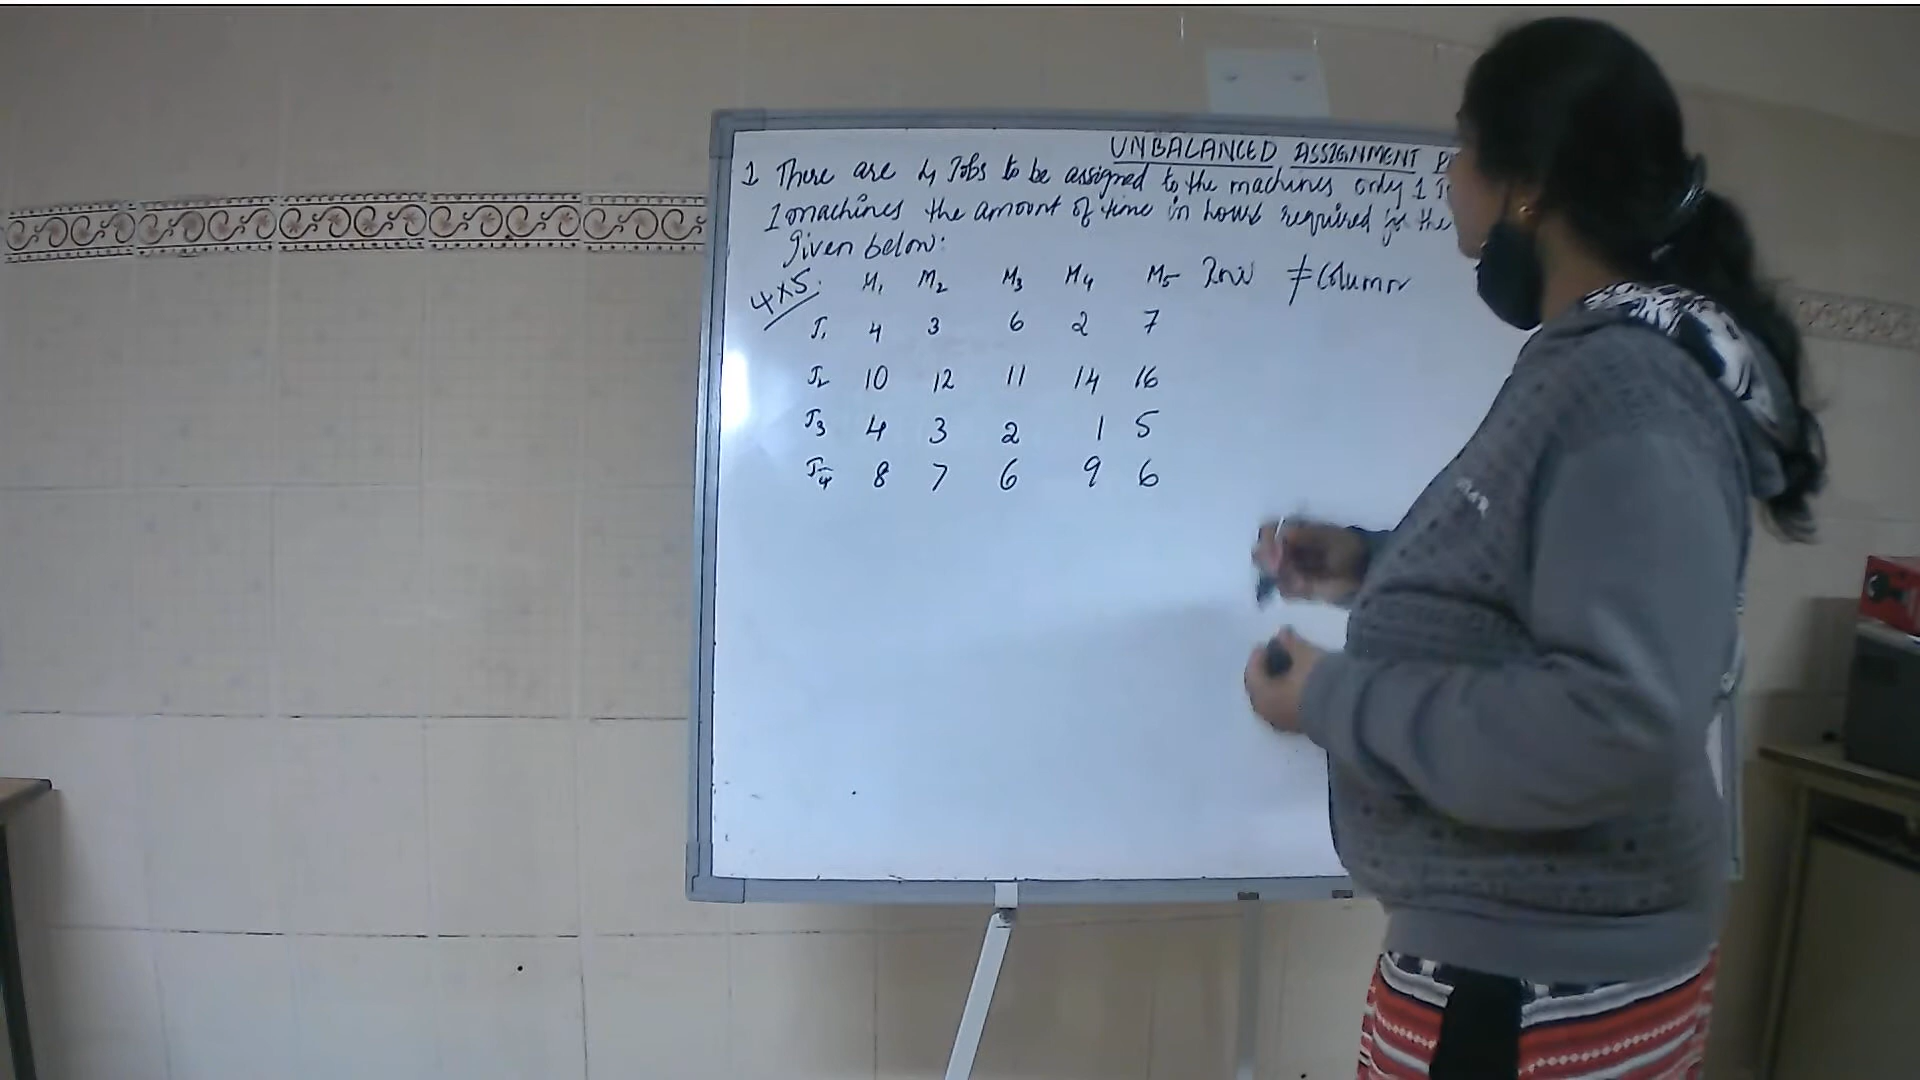 UNBALANCED ASSIGNMENT
1 There are 4 Jobs to be assigned to the machines only 1
1 machines the amount of time in hours required for the
given below:
4x5. M1 M2 M3 M4 M5 Row ≠ Column
J1 4 3 6 2 7
J2 10 12 11 14 16
J3 4 3 2 1 5
J4 8 7 6 9 6